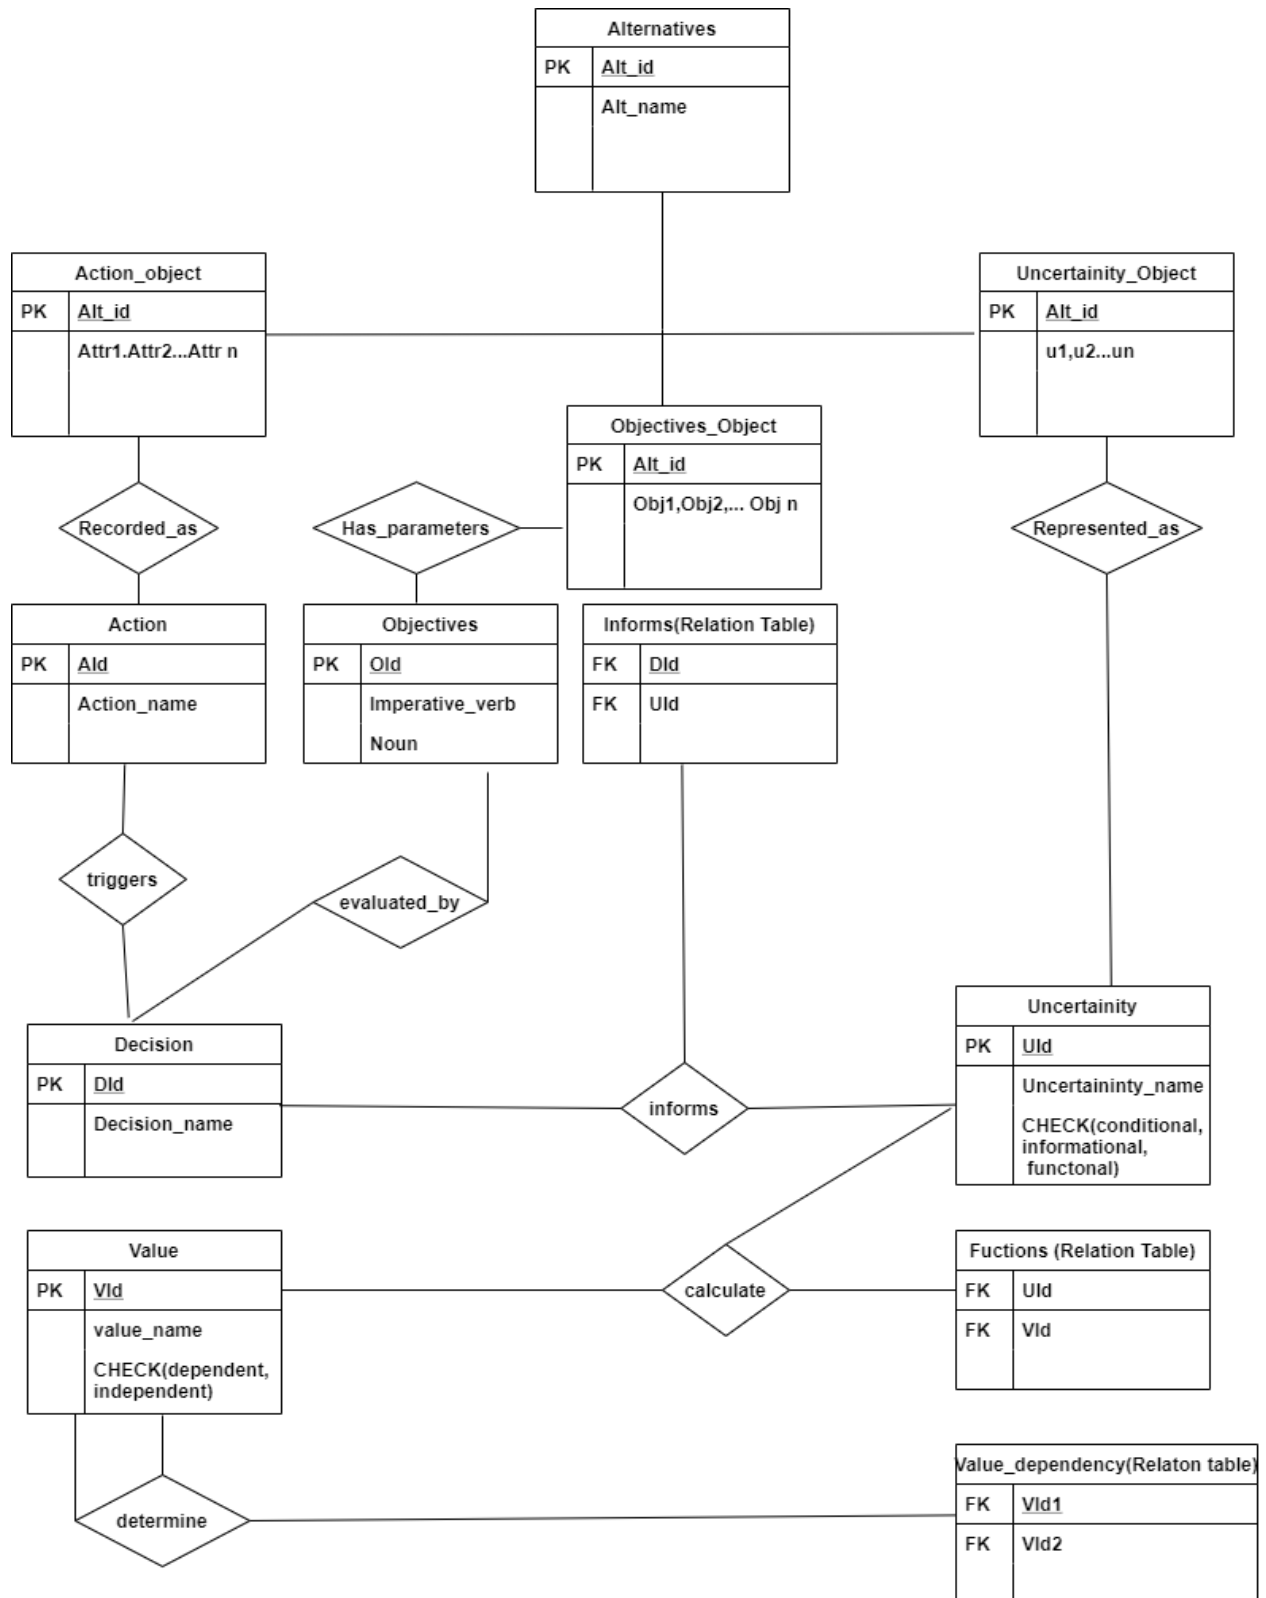 Alternatives
PK Alt_id
Alt_name
Action_object
PK Alt_id
Attr1.Attr2...Attr n
Uncertainity_Object
PK Alt_id
u1,u2...un
Objectives_Object
PK Alt_id
Obj1,Obj2,... Obj n
Recorded_as
Has_parameters
Represented_as
Action
PK AId
Action_name
Objectives
PK OId
Imperative_verb
Noun
Informs(Relation Table)
FK DId
FK UId
triggers
evaluated_by
Decision
PK DId
Decision_name
informs
Uncertainity
PK UId
Uncertaininty_name
CHECK(conditional,
informational,
functonal)
Value
PK VId
value_name
CHECK(dependent,
independent)
calculate
Fuctions (Relation Table)
FK UId
FK VId
determine
Value_dependency(Relaton table)
FK VId1
FK VId2